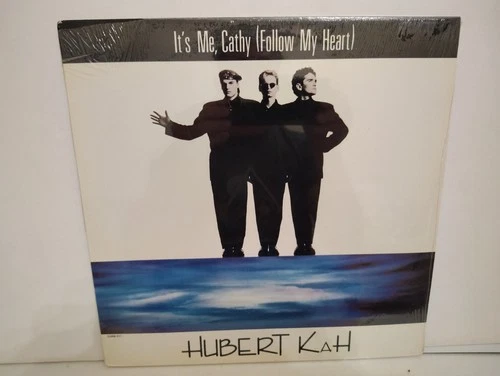 It's Me, Cathy (Follow My Heart)
HUBERT KAH